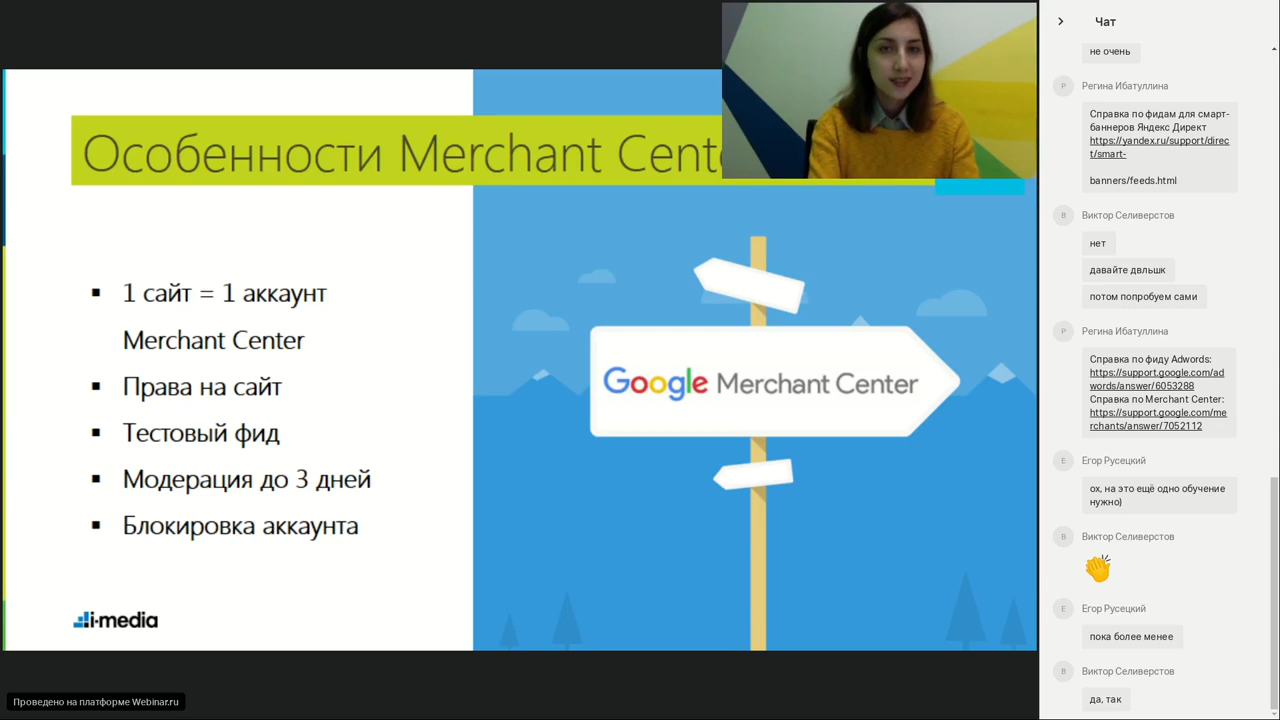 Особенности Merchant Cente
1 сайт = 1 аккаунт
Merchant Center
Права на сайт
Тестовый фид
Модерация до 3 дней
Блокировка аккаунта
i-media
Google Merchant Center
Проведено на платформе Webinar.ru
Чат
не очень
Р
Регина Ибатуллина
Справка по фидам для смарт-
баннеров Яндекс Директ
https://yandex.ru/support/direc
t/smart-
banners/feeds.html
В
Виктор Селиверстов
нет
давайте двльшк
потом попробуем сами
Р
Регина Ибатуллина
Справка по фиду Adwords:
https://support.google.com/ad
words/answer/6053288
Справка по Merchant Center:
https://support.google.com/me
rchants/answer/7052112
Е
Егор Русецкий
ох, на это ещё одно обучение
нужно)
В
Виктор Селиверстов
Е
Егор Русецкий
пока более менее
В
Виктор Селиверстов
да, так